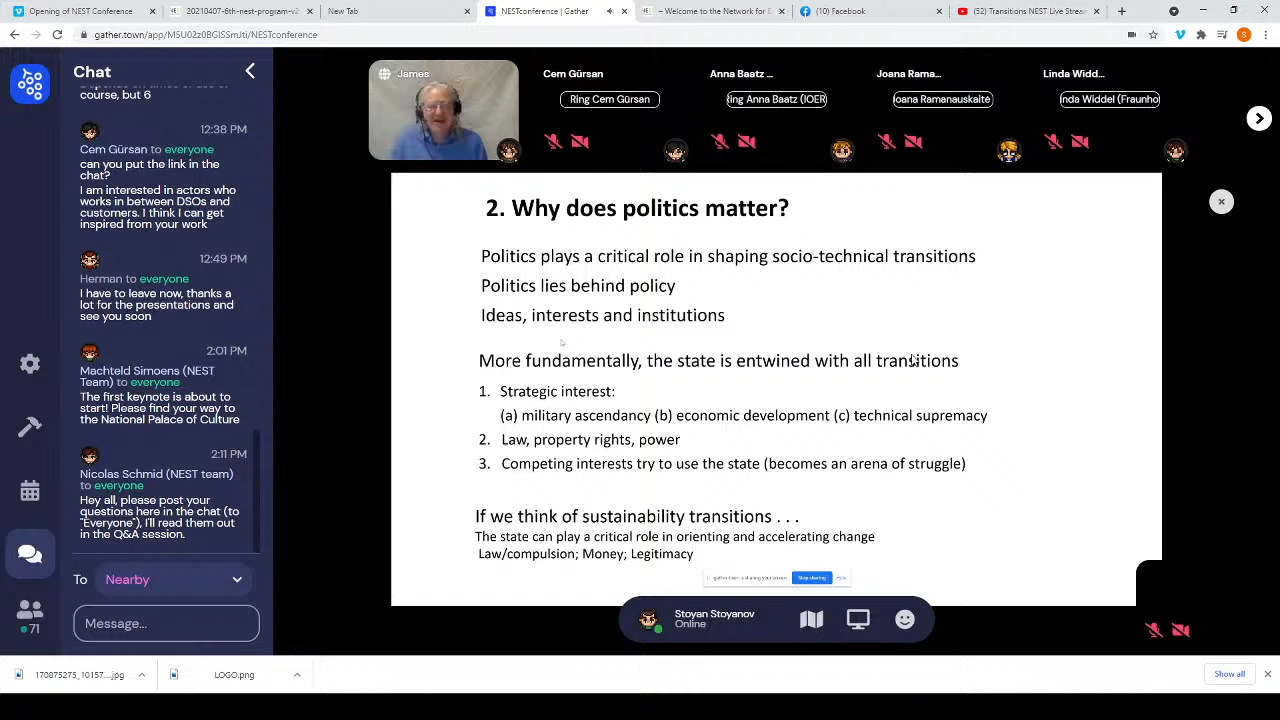 Opening of NEST Conference
20210407-6th-nest-program-v2
New Tab
NESTconference | Gather
– Welcome to the Network for E
(10) Facebook
(52) Transitions NEST Live Strea
gather.town/app/M5U02z0BGISSmJti/NESTconference
S
Chat
course, but 6
12:38 PM
Cem Gürsan to everyone
can you put the link in the
chat?
I am interested in actors who
works in between DSOs and
customers. I think I can get
inspired from your work
12:49 PM
Herman to everyone
I have to leave now, thanks a
lot for the presentations and
see you soon
2:01 PM
Machteld Simoens (NEST
Team) to everyone
The first keynote is about to
start! Please find your way to
the National Palace of Culture
2:11 PM
Nicolas Schmid (NEST team)
to everyone
Hey all, please post your
questions here in the chat (to
"Everyone"), I'll read them out
in the Q&A session.
To Nearby
Message...
71
James
Cem Gürsan
Anna Baatz ...
Joana Rama...
Linda Widd...
Ring Cem Gürsan
ing Anna Baatz (IOER
Joana Ramanauskaitė
nda Widdel (Fraunho
2. Why does politics matter?
Politics plays a critical role in shaping socio-technical transitions
Politics lies behind policy
Ideas, interests and institutions
More fundamentally, the state is entwined with all transitions
1. Strategic interest:
(a) military ascendancy (b) economic development (c) technical supremacy
2. Law, property rights, power
3. Competing interests try to use the state (becomes an arena of struggle)
If we think of sustainability transitions . . .
The state can play a critical role in orienting and accelerating change
Law/compulsion; Money; Legitimacy
gather.town is sharing your screen.
Stop sharing
Hide
Stoyan Stoyanov
Online
170875275_10157....jpg
LOGO.png
Show all